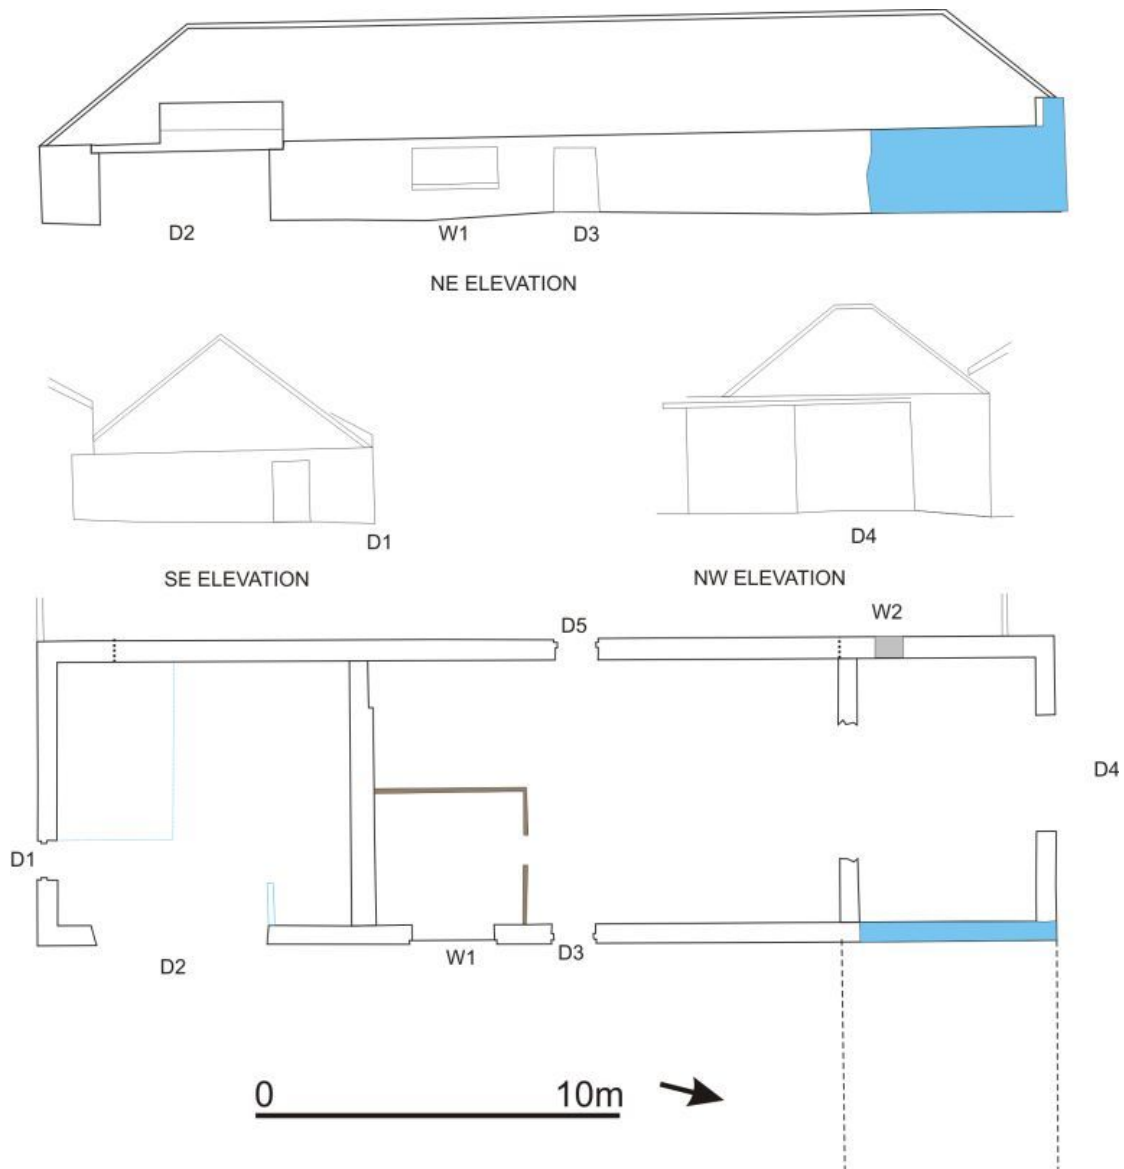 D2
W1
D3
NE ELEVATION
D1
D4
SE ELEVATION
NW ELEVATION
W2
D5
D4
D1
D2
W1
D3
0
10m